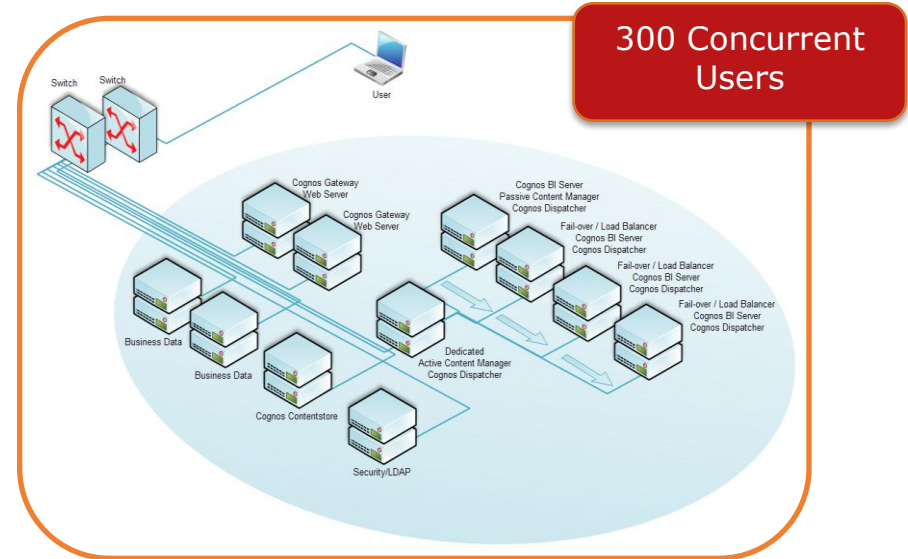 300 Concurrent
Users
Switch
Switch
User
Cognos Gateway
Web Server
Cognos Gateway
Web Server
Cognos BI Server
Passive Content Manager
Cognos Dispatcher
Fail-over / Load Balancer
Cognos BI Server
Cognos Dispatcher
Fail-over / Load Balancer
Cognos BI Server
Cognos Dispatcher
Fail-over / Load Balancer
Cognos BI Server
Cognos Dispatcher
Business Data
Business Data
Dedicated
Active Content Manager
Cognos Dispatcher
Cognos Contentstore
Security/LDAP